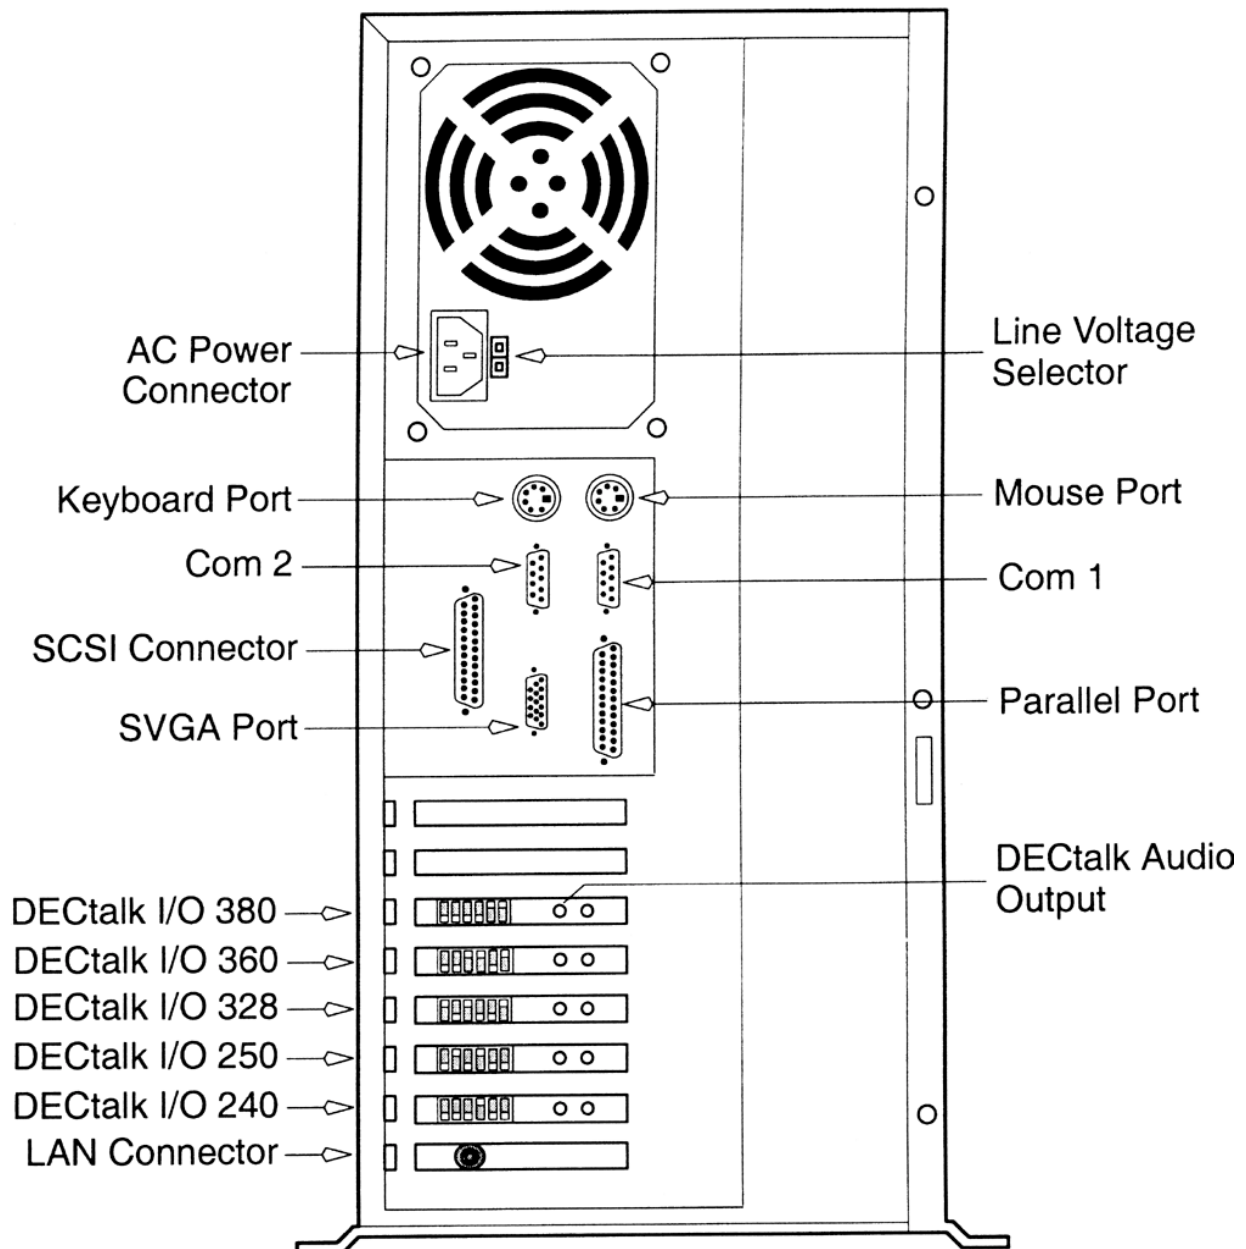 AC Power
Connector
Line Voltage
Selector
Keyboard Port
Mouse Port
Com 2
Com 1
SCSI Connector
Parallel Port
SVGA Port
DECtalk Audio
Output
DECtalk I/O 380
DECtalk I/O 360
DECtalk I/O 328
DECtalk I/O 250
DECtalk I/O 240
LAN Connector